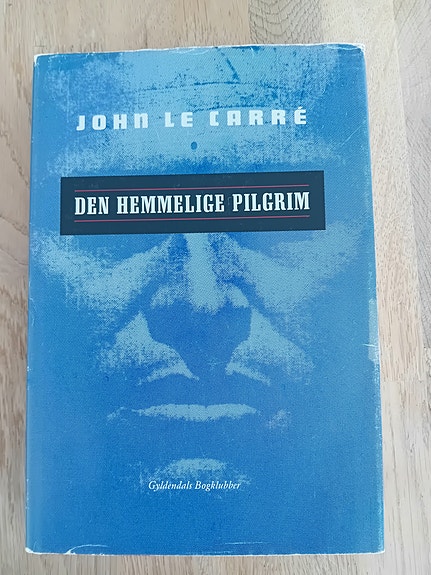 JOHN LE CARRÉ
DEN HEMMELIGE PILGRIM
Gyldendals Bogklubber